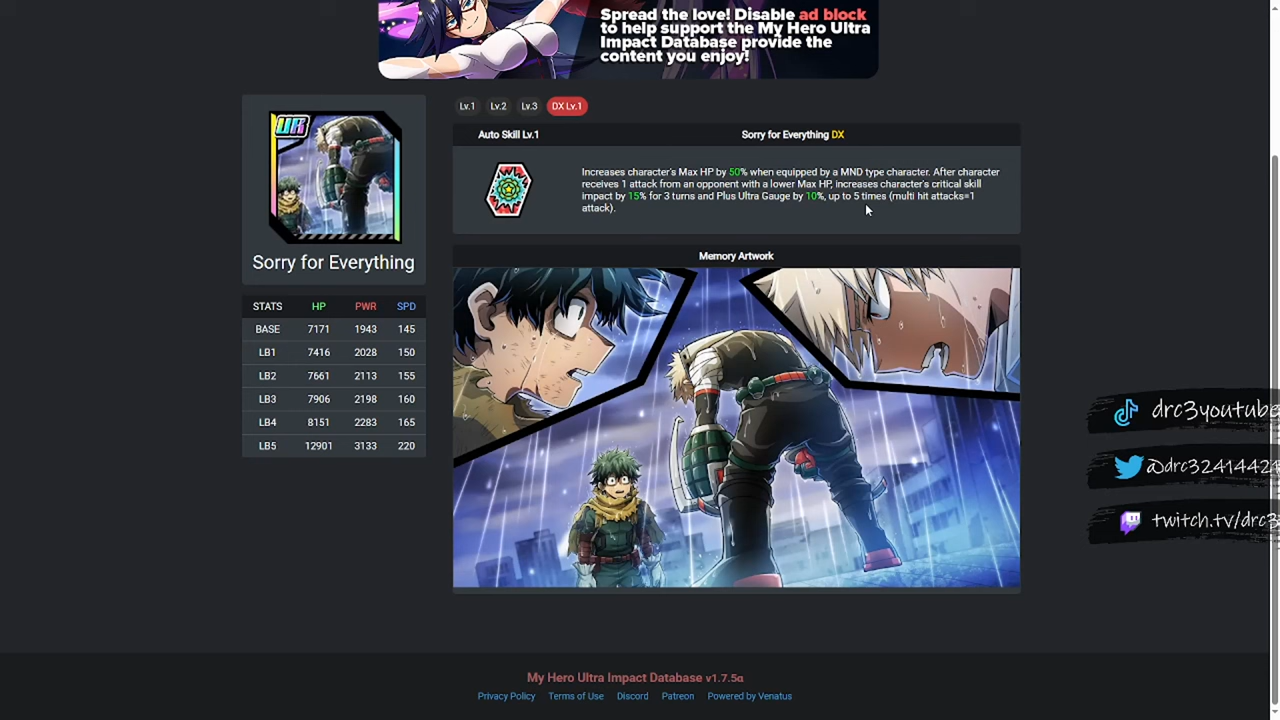 Spread the love! Disable ad block
to help support the My Hero Ultra
Impact Database provide the
content you enjoy!
UR
Sorry for Everything
STATS HP PWR SPD
BASE 7171 1943 145
LB1 7416 2028 150
LB2 7661 2113 155
LB3 7906 2198 160
LB4 8151 2283 165
LB5 12901 3133 220
Lv.1 Lv.2 Lv.3 DX Lv.1
Auto Skill Lv.1 Sorry for Everything DX
Increases character's Max HP by 50% when equipped by a MND type character. After character
receives 1 attack from an opponent with a lower Max HP, increases character's critical skill
impact by 15% for 3 turns and Plus Ultra Gauge by 10%, up to 5 times (multi hit attacks=1
attack).
Memory Artwork
drc3youtube
@drc32414424
twitch.tv/drc3
My Hero Ultra Impact Database v1.7.5α
Privacy Policy Terms of Use Discord Patreon Powered by Venatus